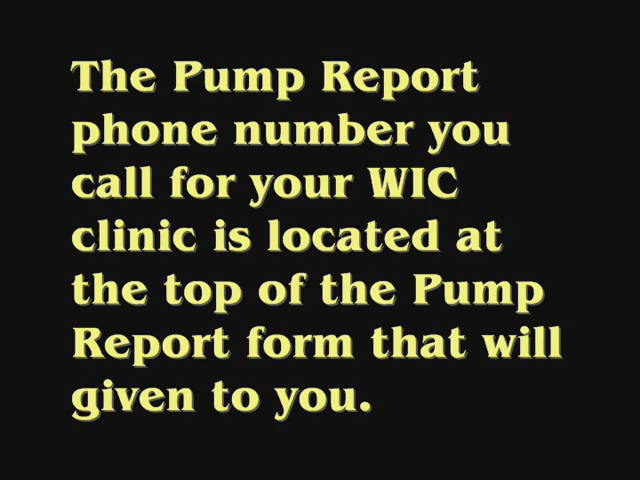 The Pump Report
phone number you
call for your WIC
clinic is located at
the top of the Pump
Report form that will
given to you.